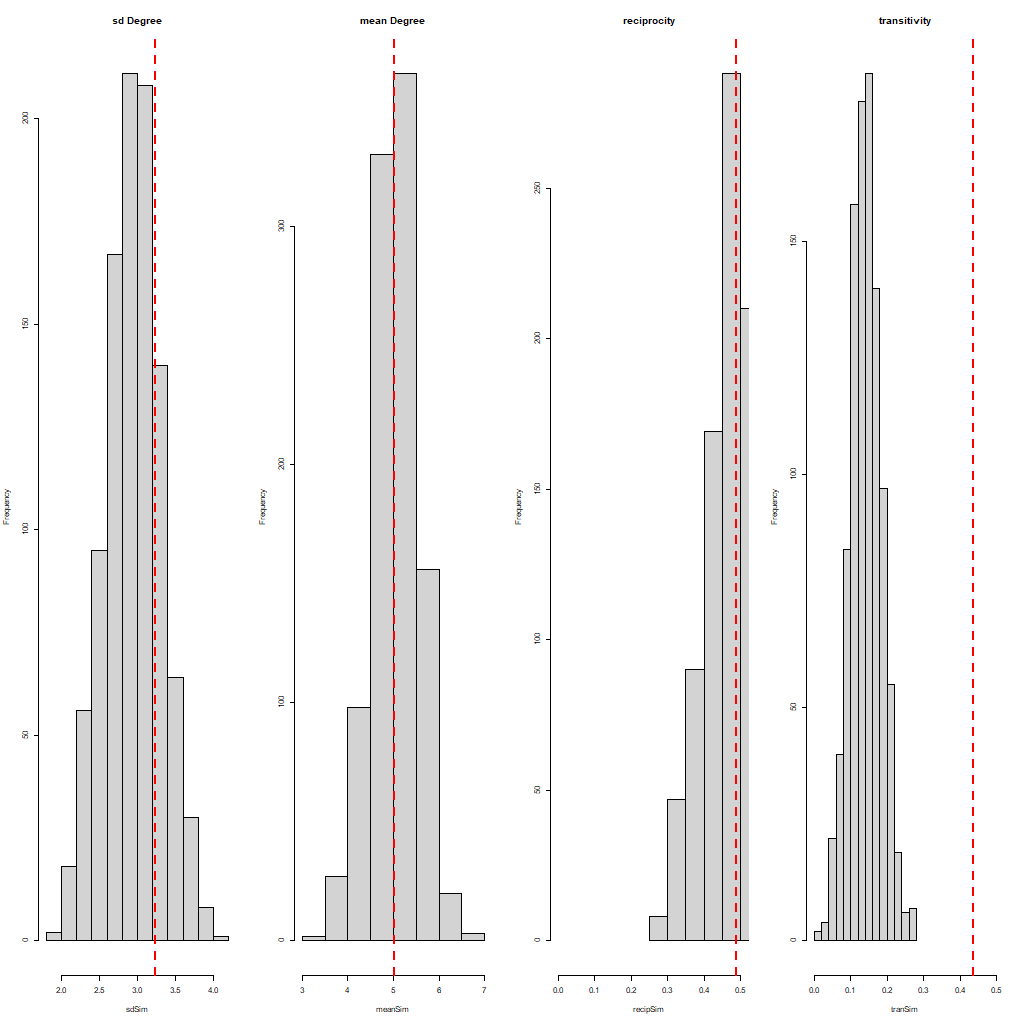 sd Degree
mean Degree
reciprocity
transitivity
Frequency
0
50
100
150
200
2.0 2.5 3.0 3.5 4.0
sdSim
Frequency
0
100
200
300
3 4 5 6 7
meanSim
Frequency
0
50
100
150
200
250
0.0 0.1 0.2 0.3 0.4 0.5
recipSim
Frequency
0
50
100
150
0.0 0.1 0.2 0.3 0.4 0.5
tranSim